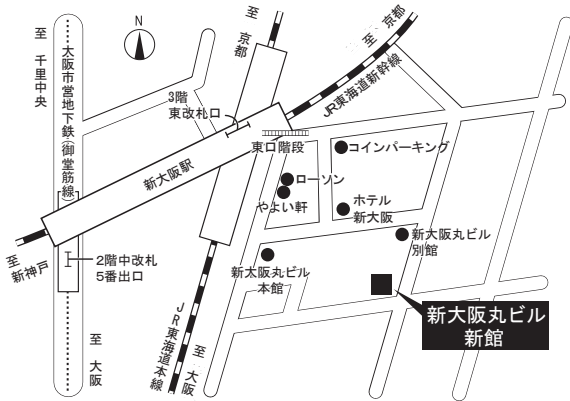 N
至 京都
至 京都
JR東海道新幹線
至 千里中央
大阪市営地下鉄(御堂筋線)
3階
東改札口
東口階段
コインパーキング
新大阪駅
ローソン
やよい軒
ホテル
新大阪
新大阪丸ビル
別館
至 新神戸
2階中改札
5番出口
新大阪丸ビル
本館
新大阪丸ビル
新館
至 大阪
JR東海道本線
至 大阪